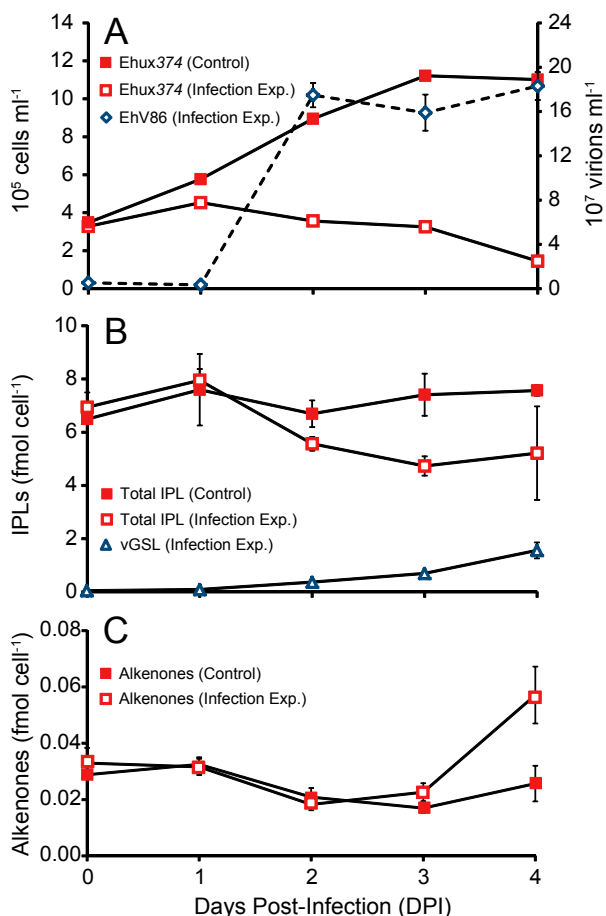 A
14
12
10
8
6
4
2
0
10⁵ cells ml⁻¹
Ehux374 (Control)
Ehux374 (Infection Exp.)
EhV86 (Infection Exp.)
24
20
16
12
8
4
0
10⁷ virions ml⁻¹
B
10
8
6
4
2
0
IPLs (fmol cell⁻¹)
Total IPL (Control)
Total IPL (Infection Exp.)
vGSL (Infection Exp.)
C
0.08
0.06
0.04
0.02
0.00
Alkenones (fmol cell⁻¹)
Alkenones (Control)
Alkenones (Infection Exp.)
0 1 2 3 4
Days Post-Infection (DPI)